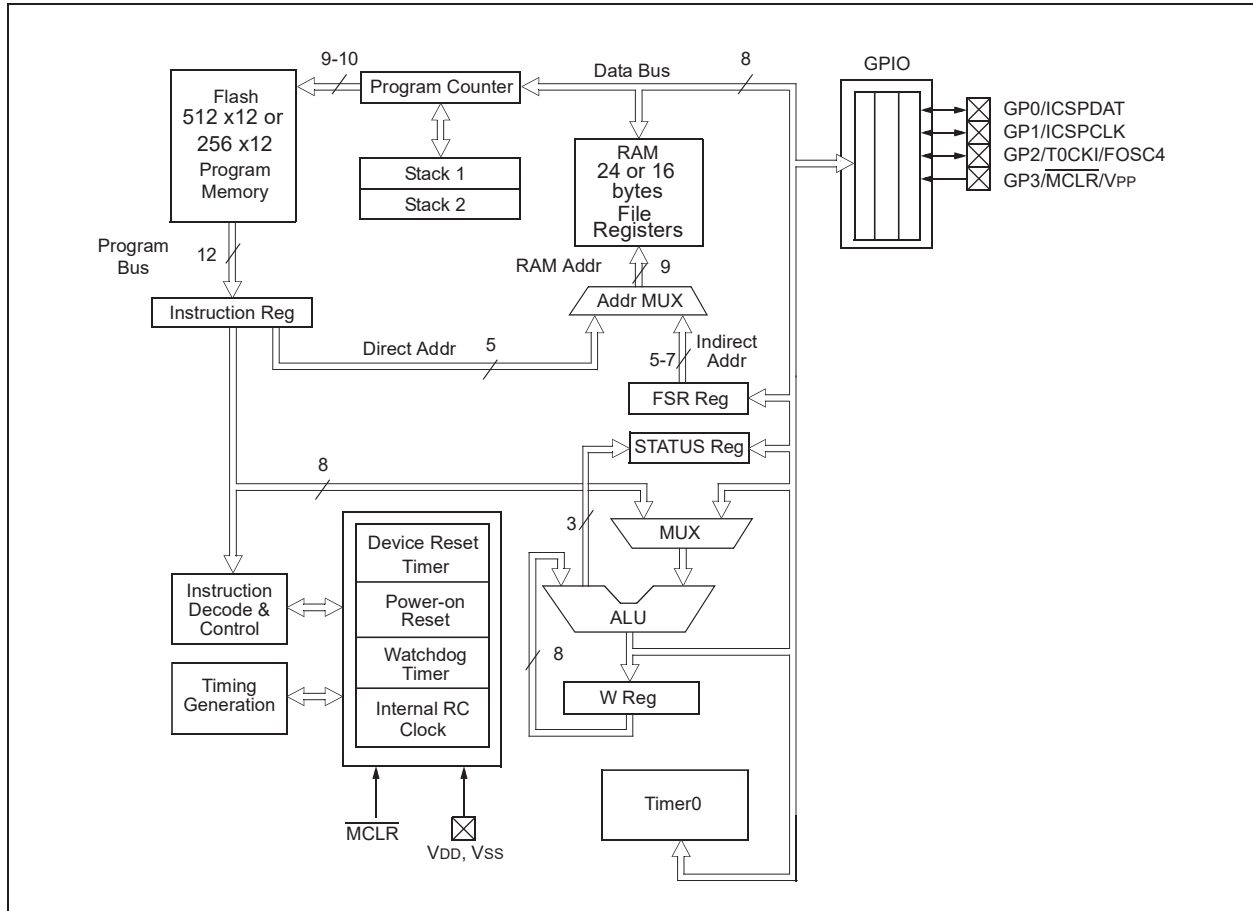 9-10
Program Counter
Data Bus
8
GPIO
Flash
512 x12 or
256 x12
Program
Memory
Stack 1
Stack 2
RAM
24 or 16
bytes
File
Registers
GP0/ICSPDAT
GP1/ICSPCLK
GP2/T0CKI/FOSC4
GP3/MCLR/VPP
Program
Bus
12
RAM Addr
9
Addr MUX
Instruction Reg
Direct Addr
5
5-7
Indirect
Addr
FSR Reg
STATUS Reg
8
3
MUX
Device Reset
Timer
Power-on
Reset
Watchdog
Timer
Internal RC
Clock
Instruction
Decode &
Control
Timing
Generation
ALU
8
W Reg
Timer0
MCLR
VDD, VSS